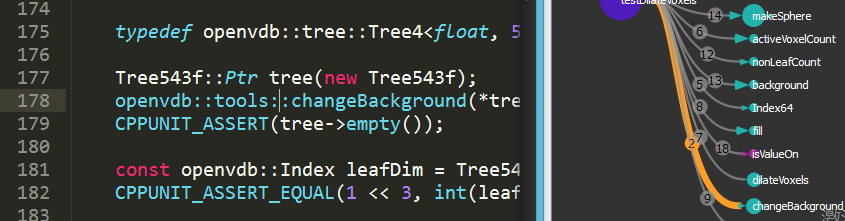 174
175 typedef openvdb::tree::Tree4<float, 5
176
177 Tree543f::Ptr tree(new Tree543f);
178 openvdb::tools::changeBackground(*tre
179 CPPUNIT_ASSERT(tree->empty());
180
181 const openvdb::Index leafDim = Tree54
182 CPPUNIT_ASSERT_EQUAL(1 << 3, int(leaf
183
testDilateVoxels
14 makeSphere
6 activeVoxelCount
12 nonLeafCount
5 13 background
8 Index64
7 fill
18 isValueOn
2 dilateVoxels
changeBackground
9